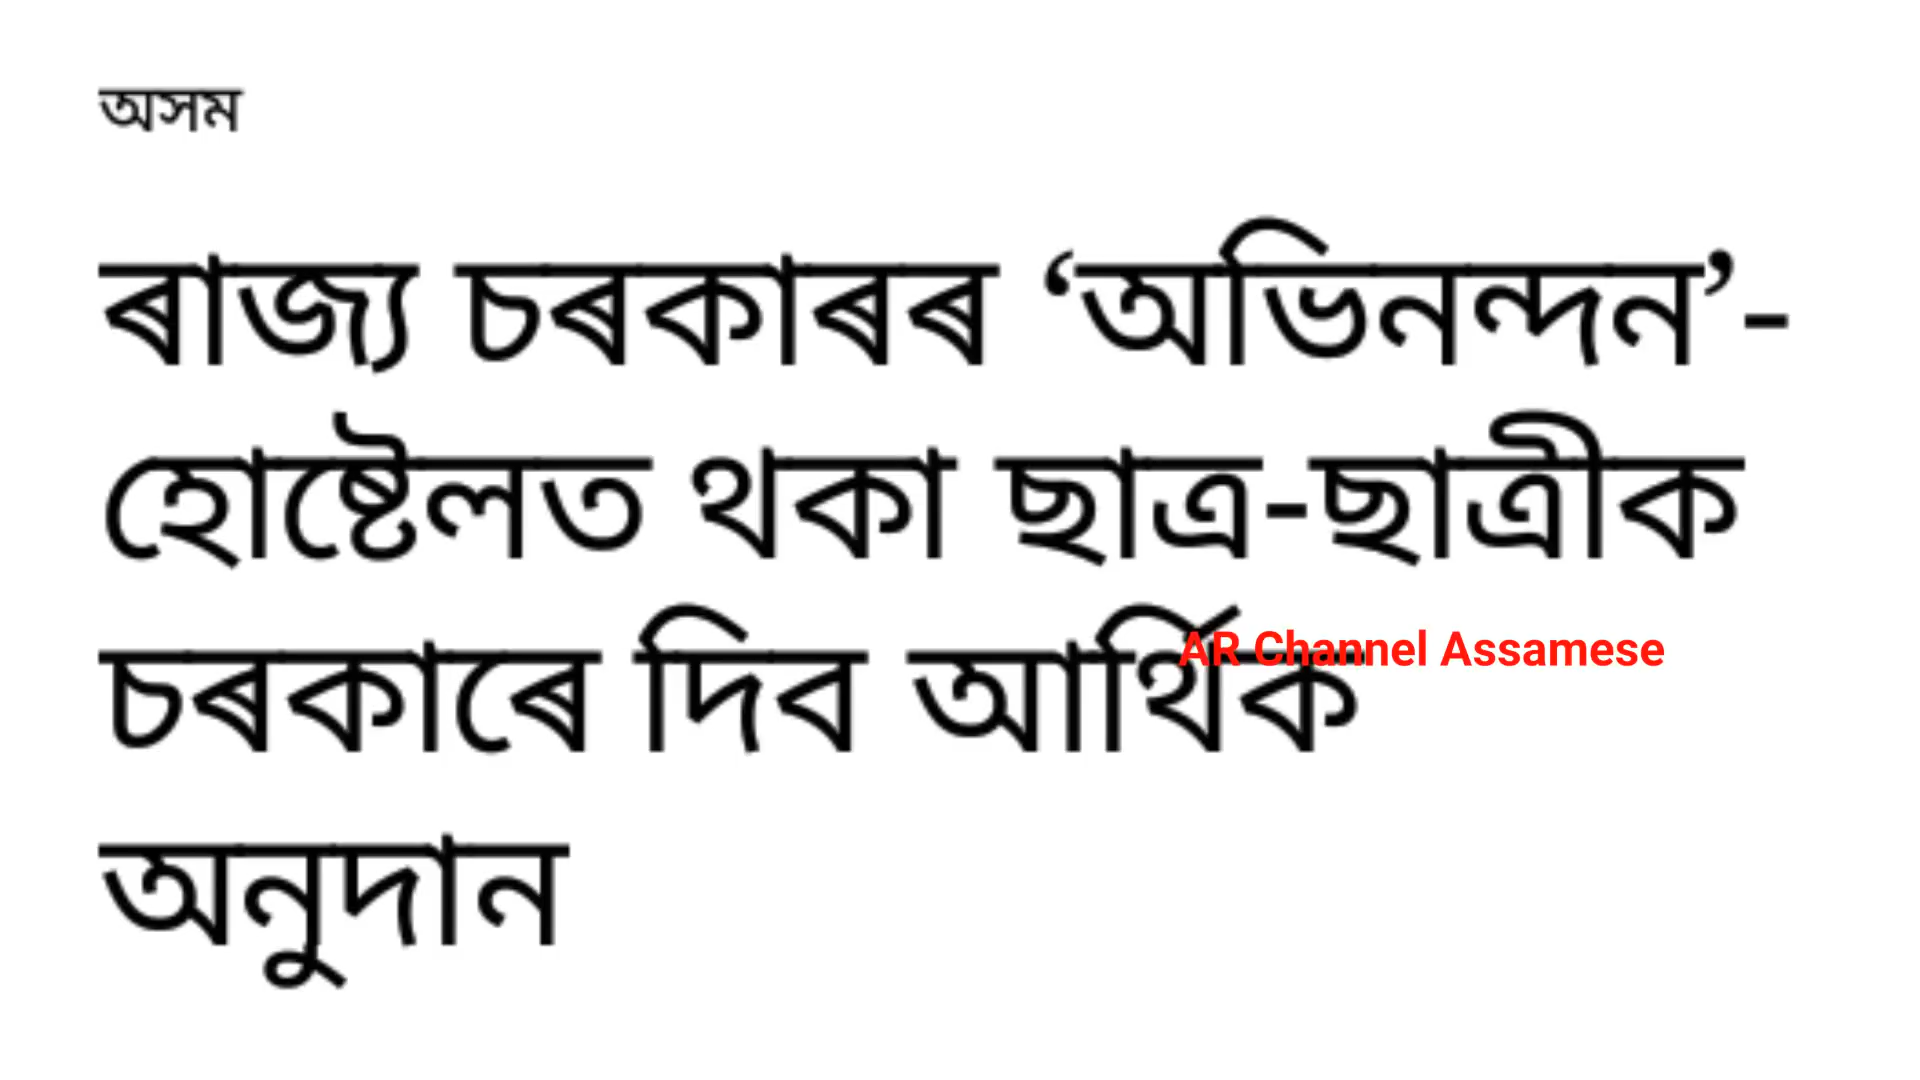 অসম
ৰাজ্য চৰকাৰৰ ‘অভিনন্দন’-
হোষ্টেলত থকা ছাত্ৰ-ছাত্ৰীক
চৰকাৰে দিব আৰ্থিক
AR Channel Assamese
অনুদান